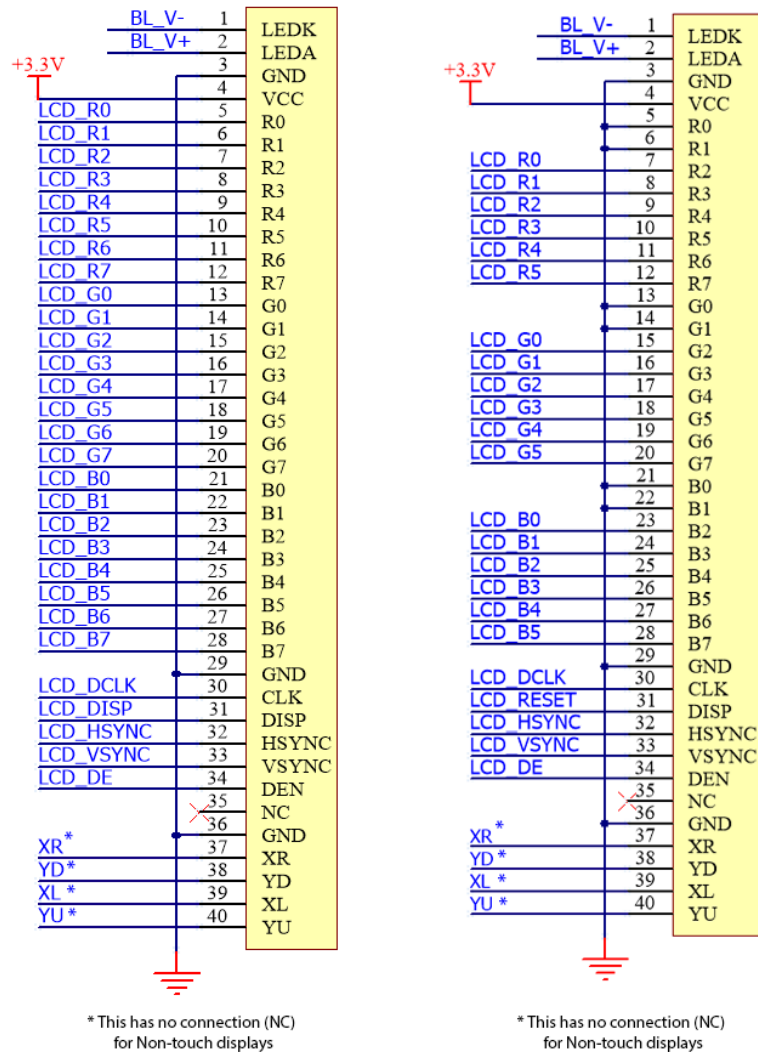 BL_V- 1 LEDK
BL_V+ 2 LEDA
3 GND
+3.3V 4 VCC
LCD_R0 5 R0
LCD_R1 6 R1
LCD_R2 7 R2
LCD_R3 8 R3
LCD_R4 9 R4
LCD_R5 10 R5
LCD_R6 11 R6
LCD_R7 12 R7
LCD_G0 13 G0
LCD_G1 14 G1
LCD_G2 15 G2
LCD_G3 16 G3
LCD_G4 17 G4
LCD_G5 18 G5
LCD_G6 19 G6
LCD_G7 20 G7
LCD_B0 21 B0
LCD_B1 22 B1
LCD_B2 23 B2
LCD_B3 24 B3
LCD_B4 25 B4
LCD_B5 26 B5
LCD_B6 27 B6
LCD_B7 28 B7
29 GND
LCD_DCLK 30 CLK
LCD_DISP 31 DISP
LCD_HSYNC 32 HSYNC
LCD_VSYNC 33 VSYNC
LCD_DE 34 DEN
35 NC
36 GND
XR* 37 XR
YD* 38 YD
XL * 39 XL
YU* 40 YU
* This has no connection (NC)
for Non-touch displays
BL_V- 1 LEDK
BL_V+ 2 LEDA
3 GND
+3.3V 4 VCC
5 R0
6 R1
LCD_R0 7 R2
LCD_R1 8 R3
LCD_R2 9 R4
LCD_R3 10 R5
LCD_R4 11 R6
LCD_R5 12 R7
13 G0
14 G1
LCD_G0 15 G2
LCD_G1 16 G3
LCD_G2 17 G4
LCD_G3 18 G5
LCD_G4 19 G6
LCD_G5 20 G7
21 B0
22 B1
LCD_B0 23 B2
LCD_B1 24 B3
LCD_B2 25 B4
LCD_B3 26 B5
LCD_B4 27 B6
LCD_B5 28 B7
29 GND
LCD_DCLK 30 CLK
LCD_RESET 31 DISP
LCD_HSYNC 32 HSYNC
LCD_VSYNC 33 VSYNC
LCD_DE 34 DEN
35 NC
36 GND
XR* 37 XR
YD* 38 YD
XL * 39 XL
YU * 40 YU
* This has no connection (NC)
for Non-touch displays